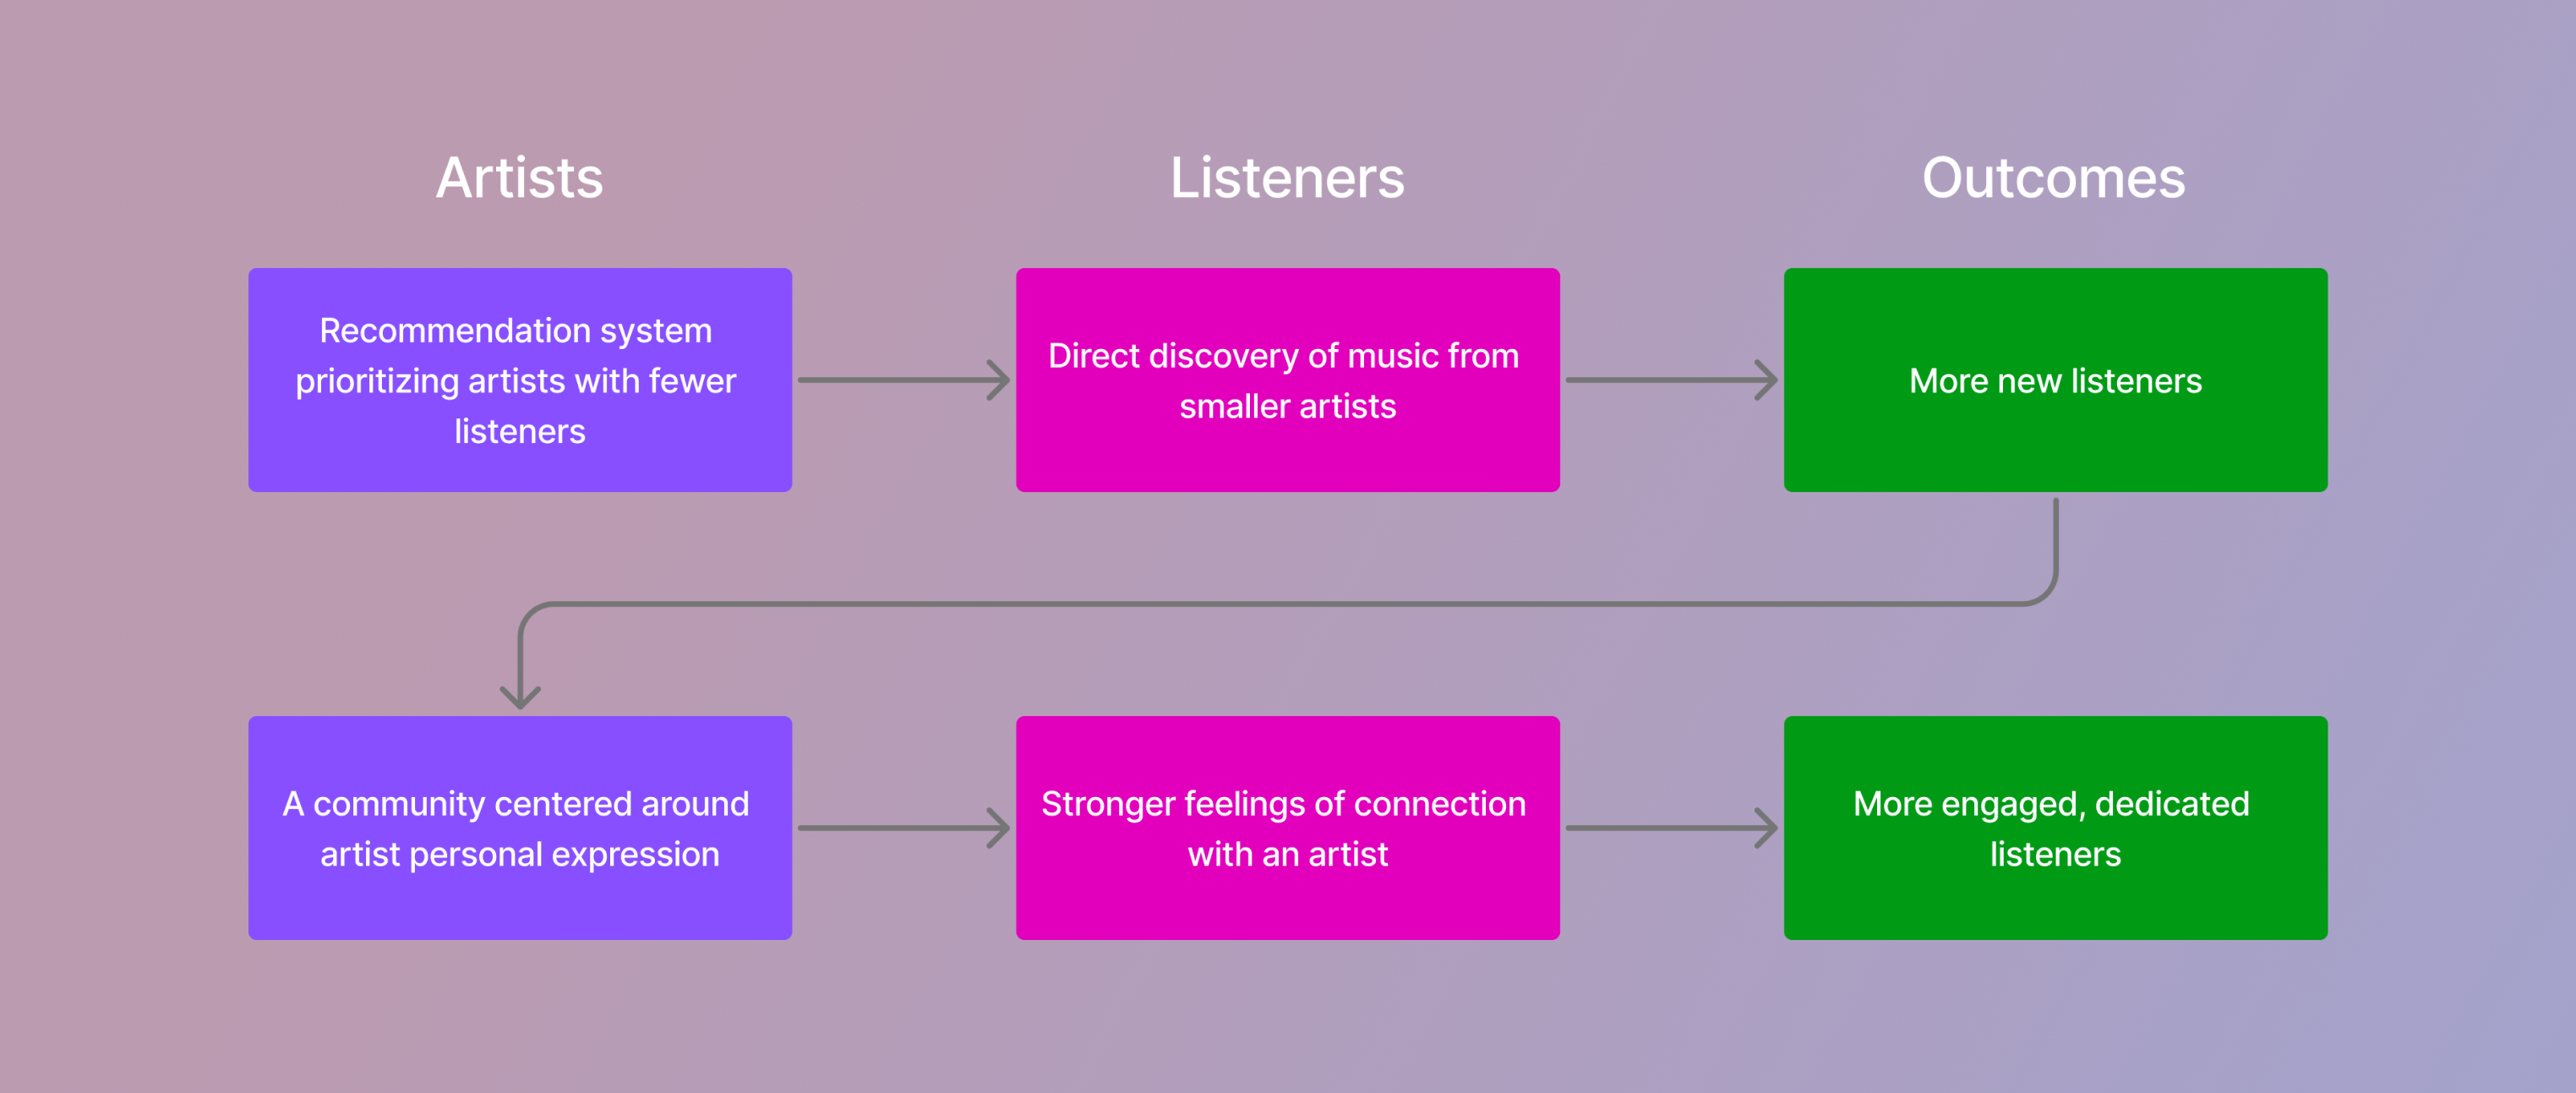 Artists
Listeners
Outcomes
Recommendation system
prioritizing artists with fewer
listeners
Direct discovery of music from
smaller artists
More new listeners
A community centered around
artist personal expression
Stronger feelings of connection
with an artist
More engaged, dedicated
listeners